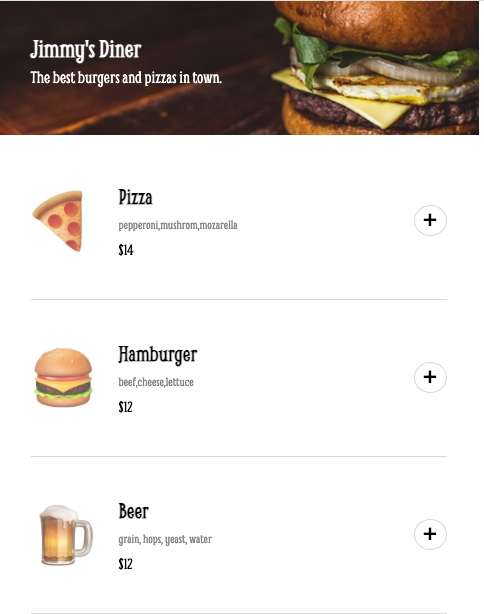 Jimmy's Diner
The best burgers and pizzas in town.
Pizza
pepperoni,mushrom,mozarella
$14
Hamburger
beef,cheese,lettuce
$12
Beer
grain, hops, yeast, water
$12